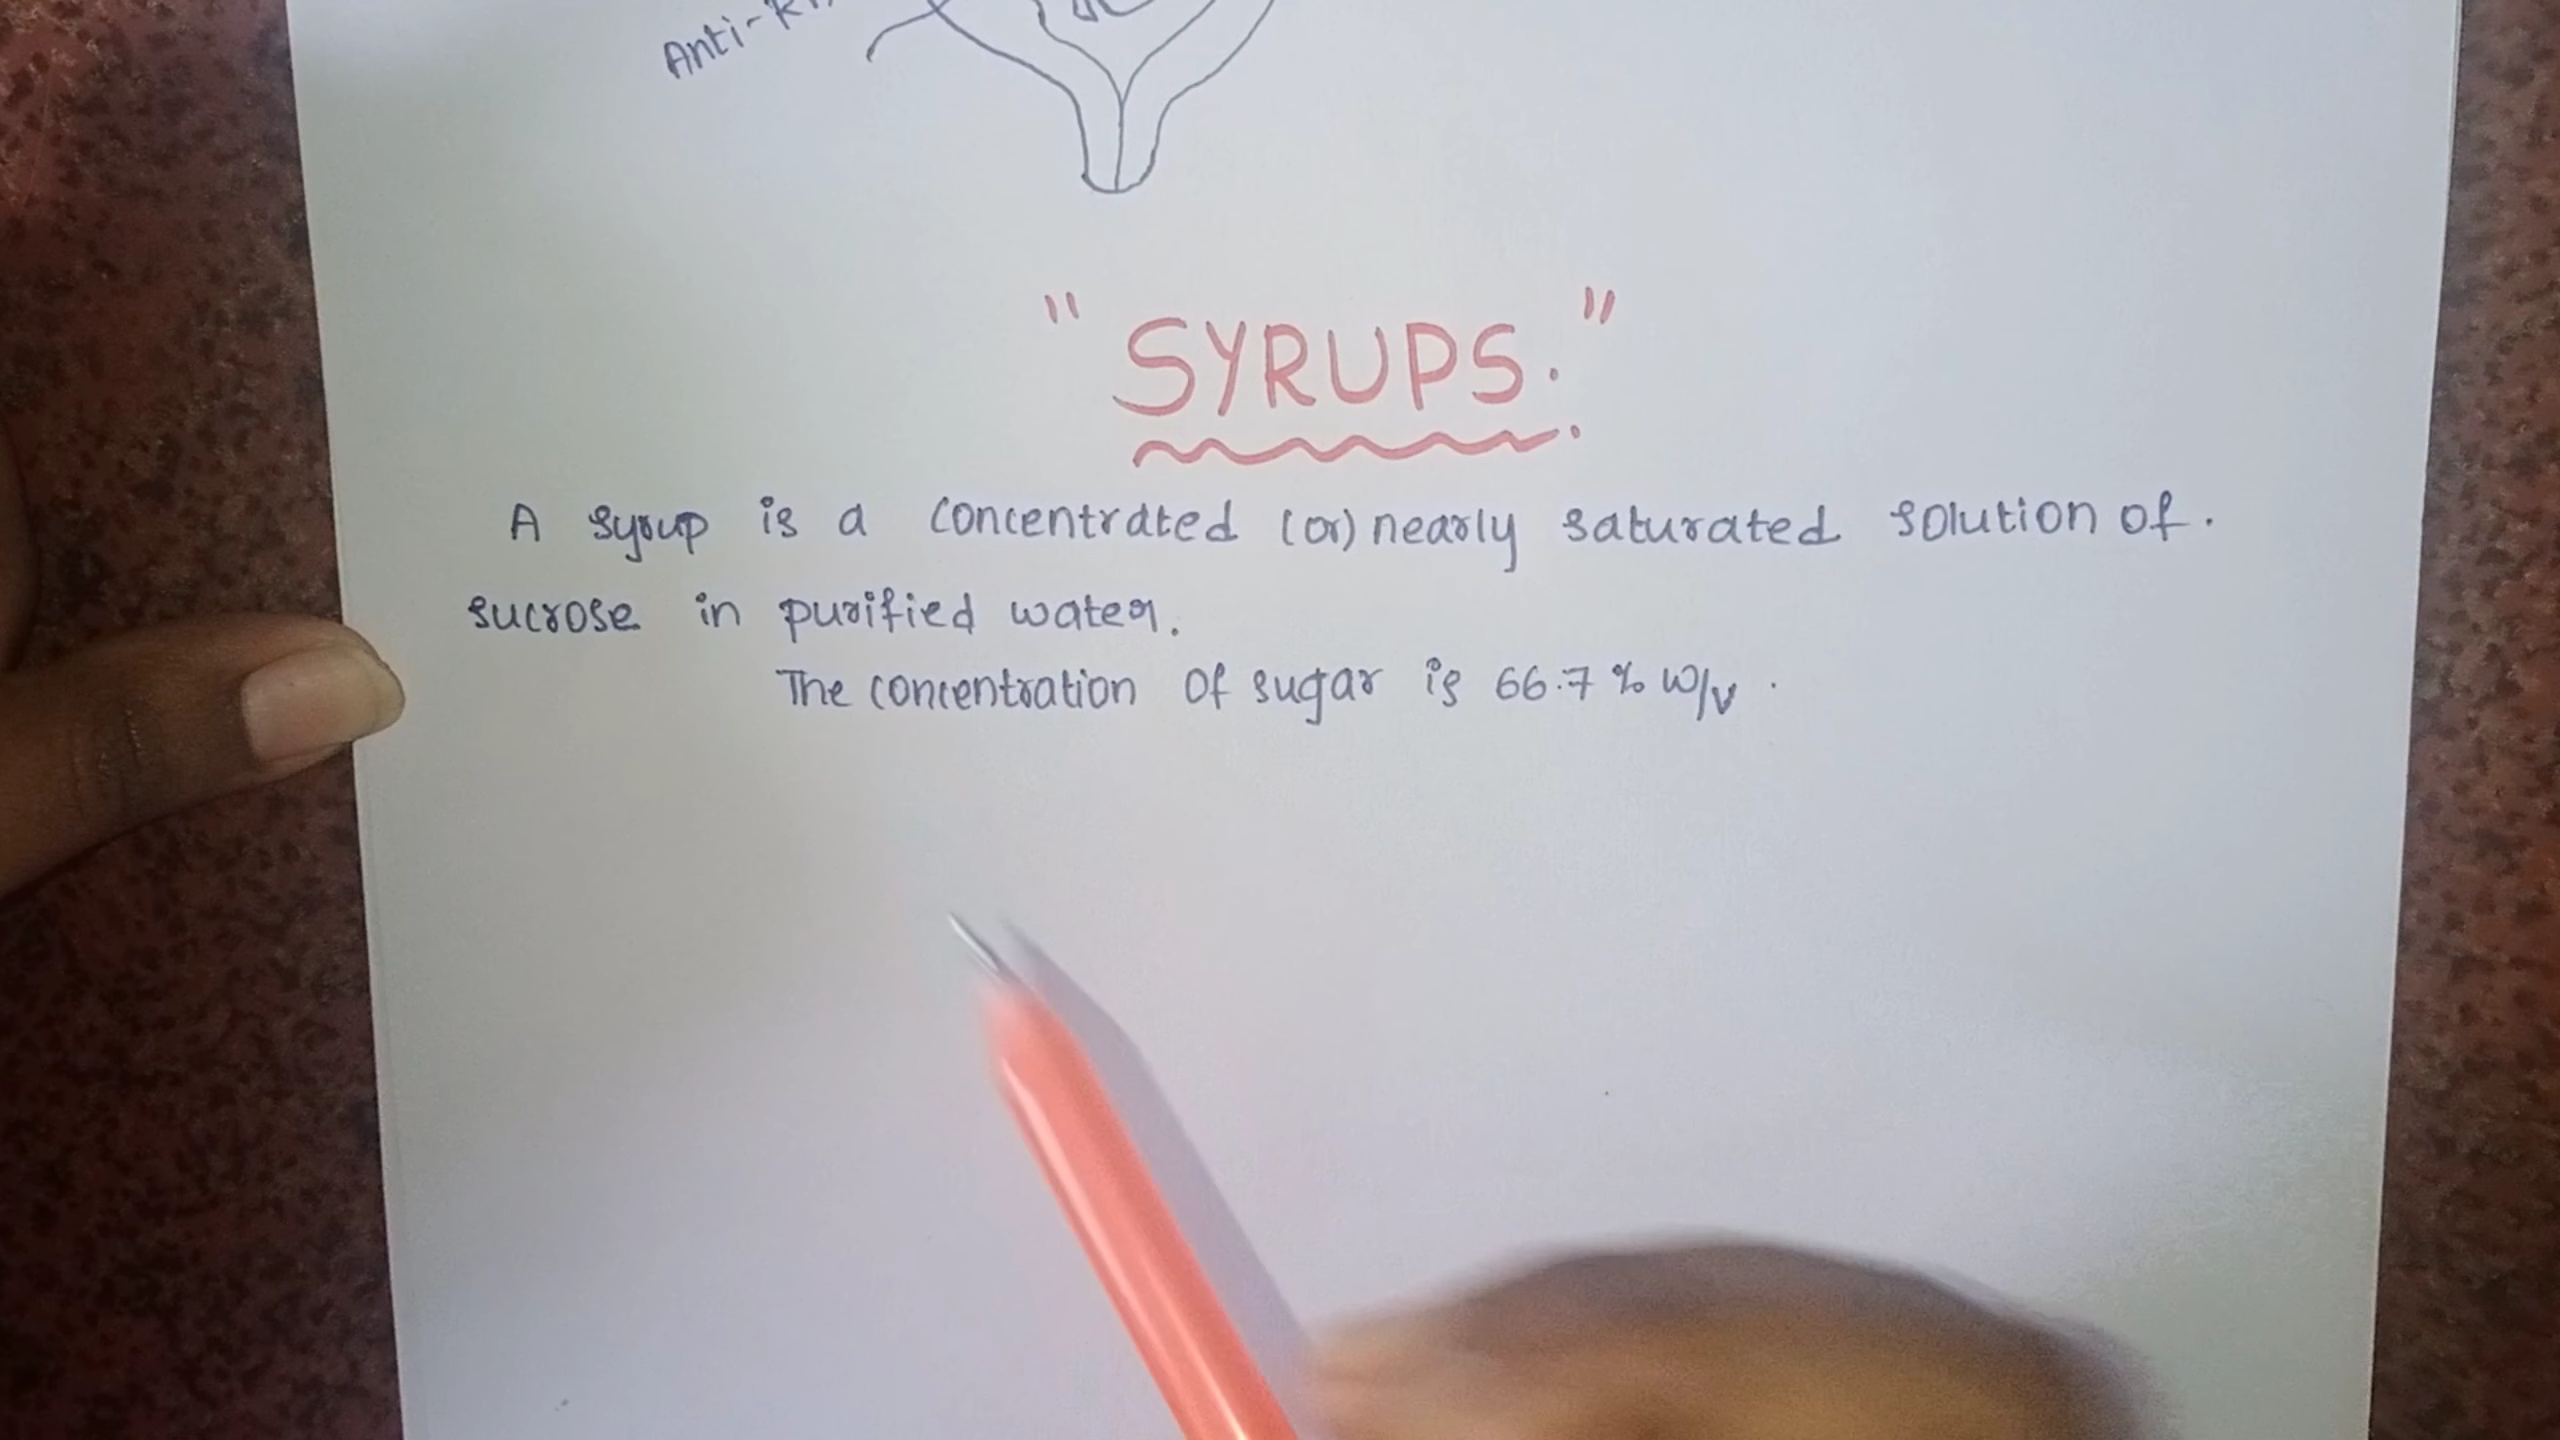 Anti-
" SYRUPS. "
A syrup is a concentrated (or) nearly saturated solution of.
sucrose in purified water.
The concentration of sugar is 66.7 % w/v .